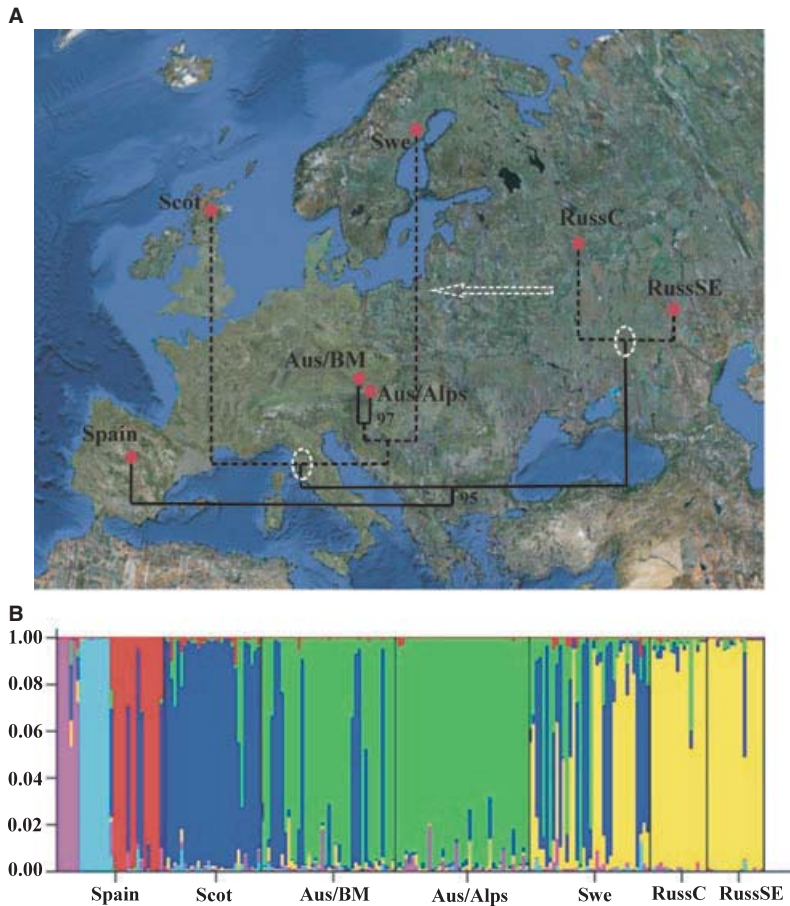 A
Swe
Scot
RussC
RussSE
Aus/BM
Aus/Alps
97
Spain
95
B
1.00
0.08
0.06
0.04
0.02
0.00
Spain Scot Aus/BM Aus/Alps Swe RussC RussSE